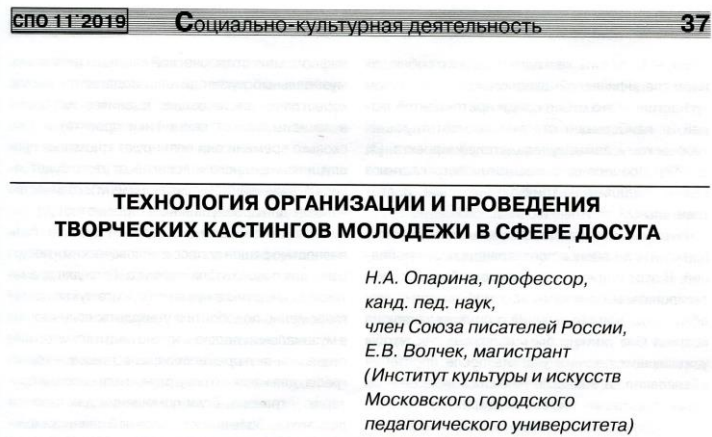 СПО 11'2019 Социально-культурная деятельность 37
ТЕХНОЛОГИЯ ОРГАНИЗАЦИИ И ПРОВЕДЕНИЯ
ТВОРЧЕСКИХ КАСТИНГОВ МОЛОДЕЖИ В СФЕРЕ ДОСУГА
Н.А. Опарина, профессор,
канд. пед. наук,
член Союза писателей России,
Е.В. Волчек, магистрант
(Институт культуры и искусств
Московского городского
педагогического университета)